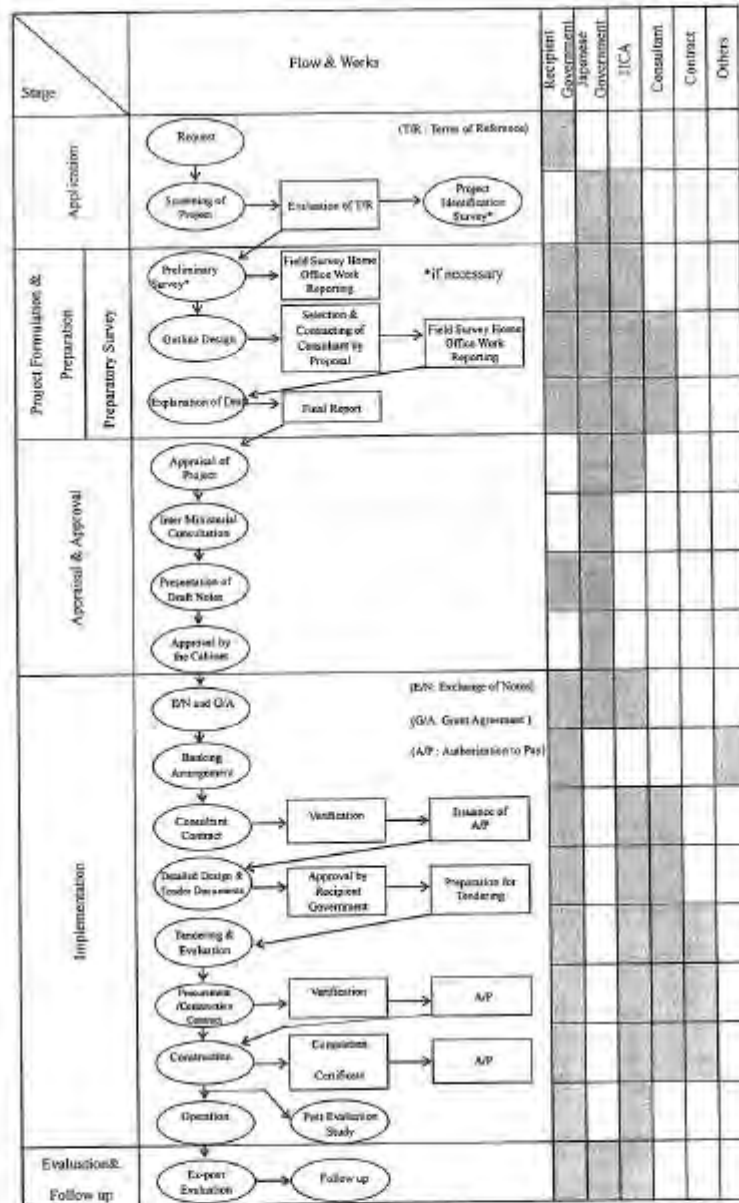 Stage
Flow & Works
Recipient
Government
Japanese
Government
JICA
Consultant
Contract
Others
Application
Request
(T/R : Terms of Reference)
Screening of
Project
Evaluation of T/R
Project
Identification
Survey*
Project Formulation &
Preparation
Preparatory Survey
Preliminary
Survey*
Field Survey Home
Office Work
Reporting
*if necessary
Outline Design
Selection &
Contracting of
Consultant by
Proposal
Field Survey Home
Office Work
Reporting
Explanation of Draft
Final Report
Appraisal & Approval
Appraisal of
Project
Inter Ministerial
Consultation
Presentation of
Draft Notes
Approval by
the Cabinet
Implementation
E/N and G/A
(E/N: Exchange of Notes)
(G/A: Grant Agreement )
(A/P : Authorization to Pay)
Banking
Arrangement
Consultant
Contract
Verification
Issuance of
A/P
Detailed Design &
Tender Documents
Approval by
Recipient
Government
Preparation for
Tendering
Tendering &
Evaluation
Procurement
/Construction
Contract
Verification
A/P
Construction
Completion
Certificate
A/P
Operation
Post Evaluation
Study
Evaluation&
Follow up
Ex-post
Evaluation
Follow up